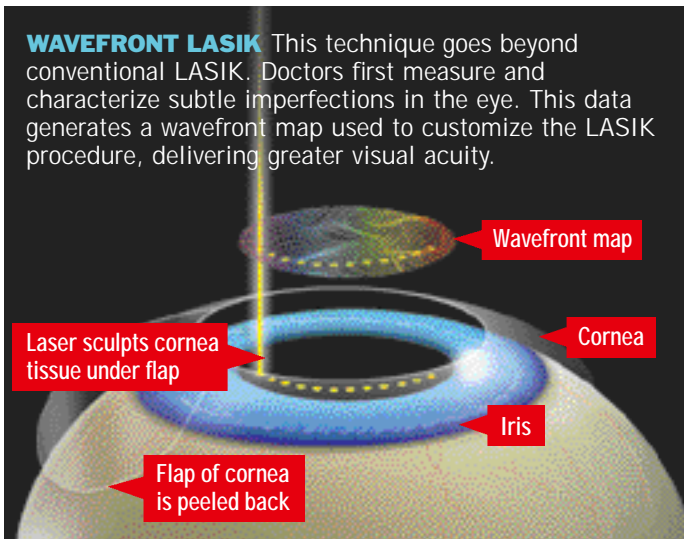 WAVEFRONT LASIK This technique goes beyond
conventional LASIK. Doctors first measure and
characterize subtle imperfections in the eye. This data
generates a wavefront map used to customize the LASIK
procedure, delivering greater visual acuity.
Wavefront map
Laser sculpts cornea
tissue under flap
Cornea
Iris
Flap of cornea
is peeled back